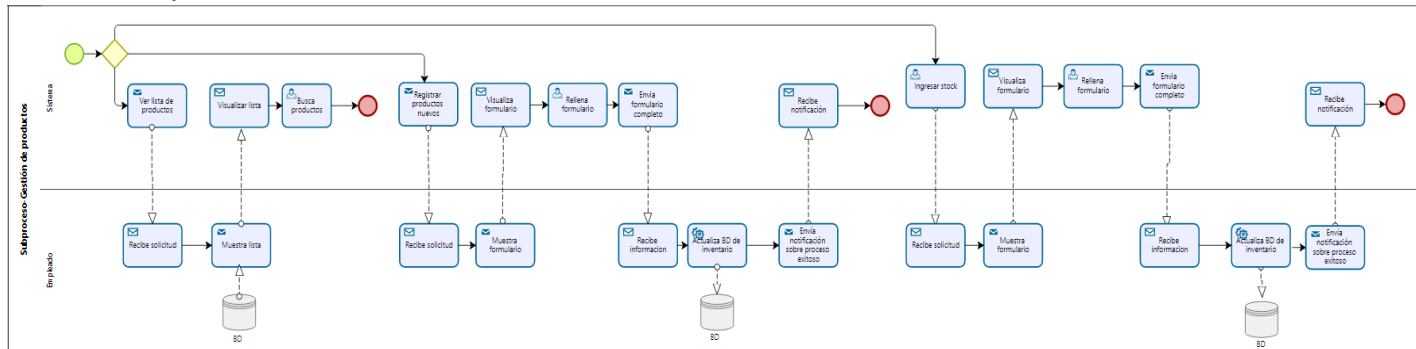 Subproceso- Gestión de productos
Sistema
Ver lista de
productos
Visualizar lista
Busca
productos
Registrar
productos
nuevos
Visualiza
formulario
Rellena
formulario
Envia
formulario
completo
Recibe
notificación
Ingresar stock
Visualiza
formulario
Rellena
formulario
Envia
formulario
completo
Recibe
notificación
Empleado
Recibe solicitud
Muestra lista
Recibe solicitud
Muestra
formulario
Recibe
informacion
Actualiza BD de
inventario
Envía
notificación
sobre proceso
exitoso
Recibe solicitud
Muestra
formulario
Recibe
informacion
Actualiza BD de
inventario
Envía
notificación
sobre proceso
exitoso
BD
BD
BD